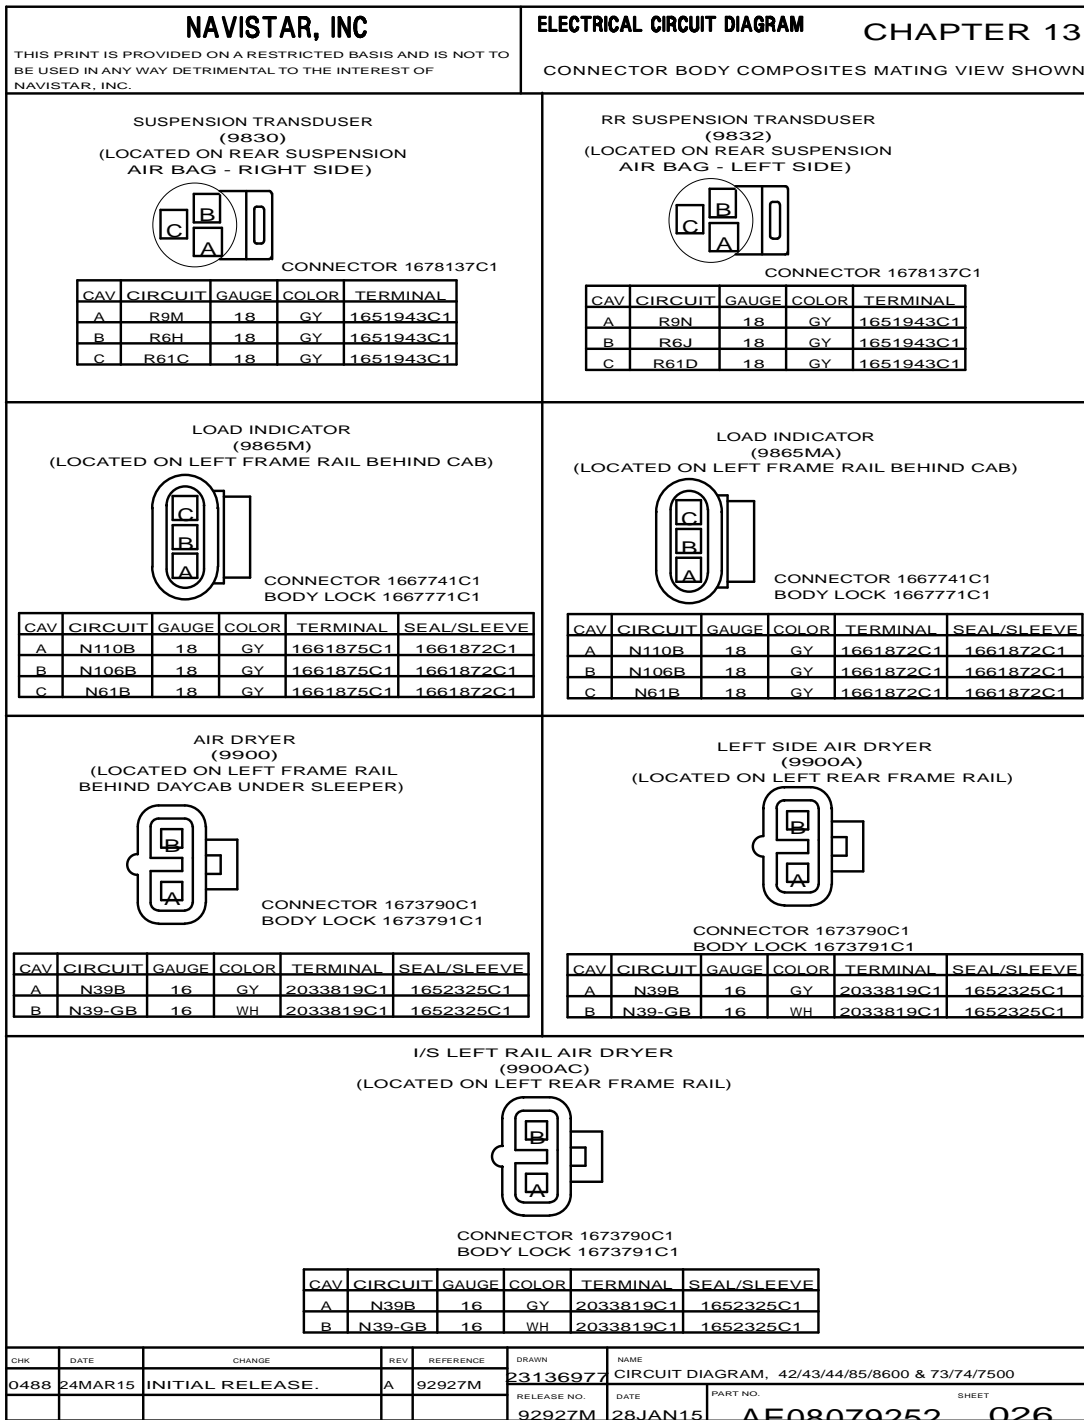 NAVISTAR, INC
THIS PRINT IS PROVIDED ON A RESTRICTED BASIS AND IS NOT TO
BE USED IN ANY WAY DETRIMENTAL TO THE INTEREST OF
NAVISTAR, INC.
ELECTRICAL CIRCUIT DIAGRAM
CHAPTER 13
CONNECTOR BODY COMPOSITES MATING VIEW SHOWN
SUSPENSION TRANSDUSER
(9830)
(LOCATED ON REAR SUSPENSION
AIR BAG - RIGHT SIDE)
B
C
A
CONNECTOR 1678137C1
CAV CIRCUIT GAUGE COLOR TERMINAL
A R9M 18 GY 1651943C1
B R6H 18 GY 1651943C1
C R61C 18 GY 1651943C1
RR SUSPENSION TRANSDUSER
(9832)
(LOCATED ON REAR SUSPENSION
AIR BAG - LEFT SIDE)
B
C
A
CONNECTOR 1678137C1
CAV CIRCUIT GAUGE COLOR TERMINAL
A R9N 18 GY 1651943C1
B R6J 18 GY 1651943C1
C R61D 18 GY 1651943C1
LOAD INDICATOR
(9865M)
(LOCATED ON LEFT FRAME RAIL BEHIND CAB)
C
B
A
CONNECTOR 1667741C1
BODY LOCK 1667771C1
CAV CIRCUIT GAUGE COLOR TERMINAL SEAL/SLEEVE
A N110B 18 GY 1661875C1 1661872C1
B N106B 18 GY 1661875C1 1661872C1
C N61B 18 GY 1661875C1 1661872C1
LOAD INDICATOR
(9865MA)
(LOCATED ON LEFT FRAME RAIL BEHIND CAB)
C
B
A
CONNECTOR 1667741C1
BODY LOCK 1667771C1
CAV CIRCUIT GAUGE COLOR TERMINAL SEAL/SLEEVE
A N110B 18 GY 1661872C1 1661872C1
B N106B 18 GY 1661872C1 1661872C1
C N61B 18 GY 1661872C1 1661872C1
AIR DRYER
(9900)
(LOCATED ON LEFT FRAME RAIL
BEHIND DAYCAB UNDER SLEEPER)
B
A
CONNECTOR 1673790C1
BODY LOCK 1673791C1
CAV CIRCUIT GAUGE COLOR TERMINAL SEAL/SLEEVE
A N39B 16 GY 2033819C1 1652325C1
B N39-GB 16 WH 2033819C1 1652325C1
LEFT SIDE AIR DRYER
(9900A)
(LOCATED ON LEFT REAR FRAME RAIL)
B
A
CONNECTOR 1673790C1
BODY LOCK 1673791C1
CAV CIRCUIT GAUGE COLOR TERMINAL SEAL/SLEEVE
A N39B 16 GY 2033819C1 1652325C1
B N39-GB 16 WH 2033819C1 1652325C1
I/S LEFT RAIL AIR DRYER
(9900AC)
(LOCATED ON LEFT REAR FRAME RAIL)
B
A
CONNECTOR 1673790C1
BODY LOCK 1673791C1
CAV CIRCUIT GAUGE COLOR TERMINAL SEAL/SLEEVE
A N39B 16 GY 2033819C1 1652325C1
B N39-GB 16 WH 2033819C1 1652325C1
CHK DATE CHANGE REV REFERENCE DRAWN NAME
0488 24MAR15 INITIAL RELEASE. A 92927M 23136977 CIRCUIT DIAGRAM, 42/43/44/85/8600 & 73/74/7500
RELEASE NO. DATE PART NO. SHEET
92927M 28JAN15 AE08079252 026